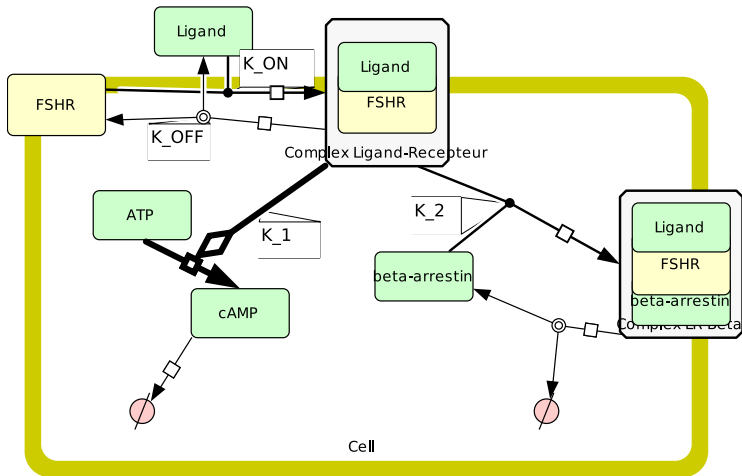 Ligand
K_ON
Ligand
FSHR
FSHR
K_OFF
Complex Ligand-Recepteur
ATP
K_1
K_2
Ligand
FSHR
beta-arrestin
beta-arrestin
Complex LR-Beta
cAMP
Cell